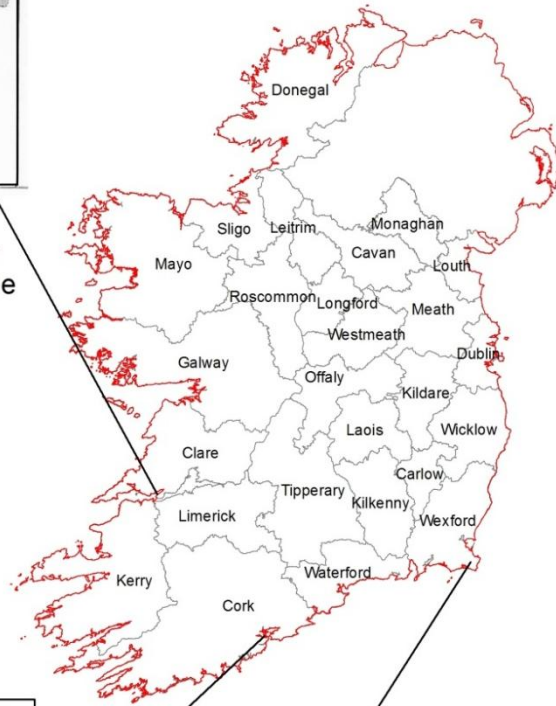 Donegal
Monaghan
Sligo
Leitrim
Cavan
Mayo
Louth
e
Roscommon
Longford
Meath
Westmeath
Dublin
Galway
Offaly
Kildare
Laois
Wicklow
Clare
Carlow
Tipperary
Kilkenny
Limerick
Wexford
Waterford
Kerry
Cork